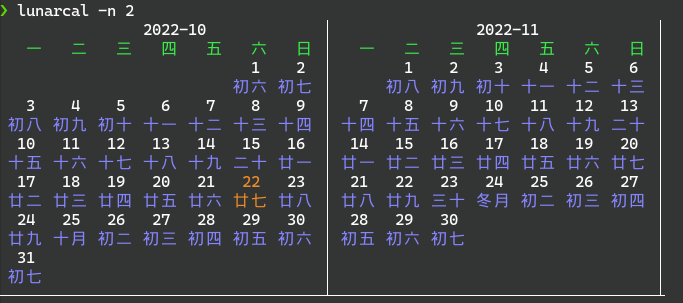 ❯ lunarcal -n 2
2022-10 2022-11
一 二 三 四 五 六 日 一 二 三 四 五 六 日
1 2 1 2 3 4 5 6
初六 初七 初八 初九 初十 十一 十二 十三
3 4 5 6 7 8 9 7 8 9 10 11 12 13
初八 初九 初十 十一 十二 十三 十四 十四 十五 十六 十七 十八 十九 二十
10 11 12 13 14 15 16 14 15 16 17 18 19 20
十五 十六 十七 十八 十九 二十 廿一 廿一 廿二 廿三 廿四 廿五 廿六 廿七
17 18 19 20 21 22 23 21 22 23 24 25 26 27
廿二 廿三 廿四 廿五 廿六 廿七 廿八 廿八 廿九 三十 冬月 初二 初三 初四
24 25 26 27 28 29 30 28 29 30
廿九 十月 初二 初三 初四 初五 初六 初五 初六 初七
31
初七